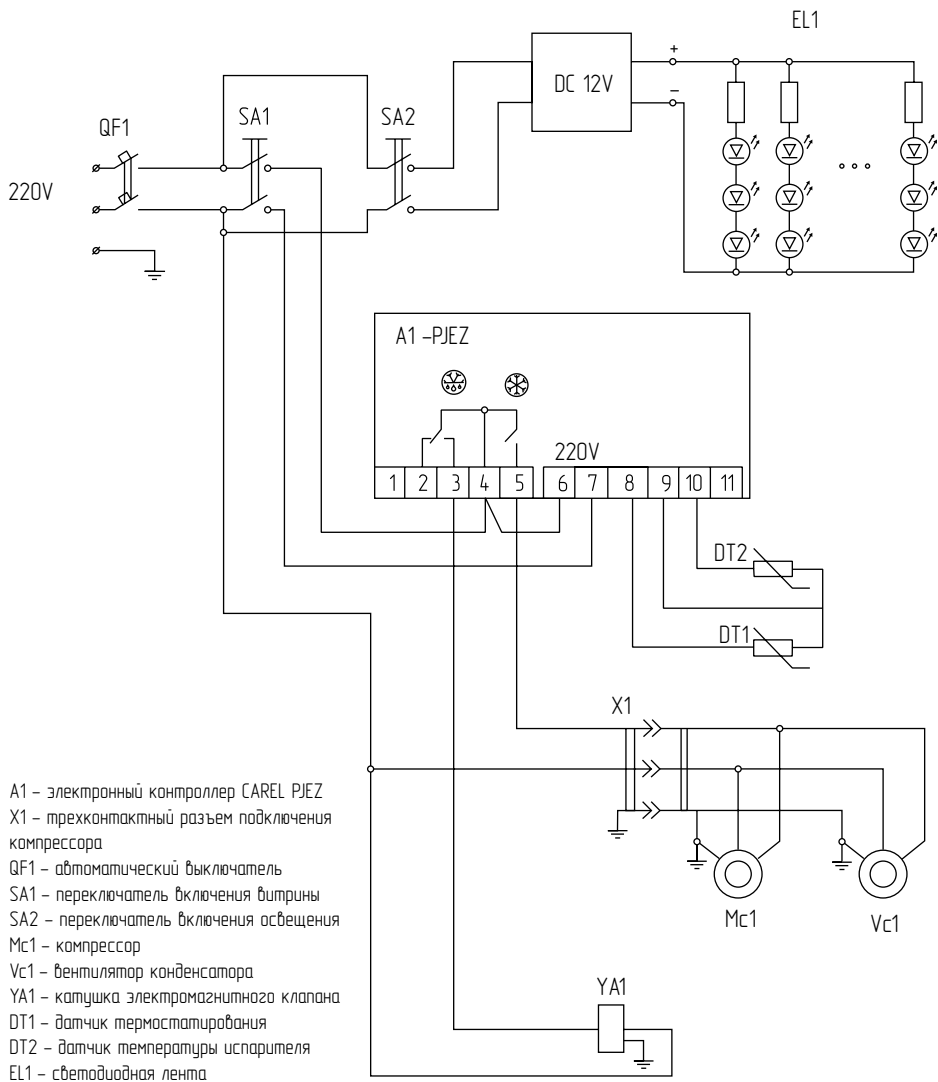 EL1
DC 12V
+
–
QF1
SA1
SA2
220V
A1 –PJEZ
220V
1 2 3 4 5 6 7 8 9 10 11
DT2
DT1
X1
Mc1
Vc1
YA1
A1 – электронный контроллер CAREL PJEZ
X1 – трехконтактный разъем подключения
компрессора
QF1 – автоматический выключатель
SA1 – переключатель включения витрины
SA2 – переключатель включения освещения
Mc1 – компрессор
Vc1 – вентилятор конденсатора
YA1 – катушка электромагнитного клапана
DT1 – датчик термостатирования
DT2 – датчик температуры испарителя
EL1 – светодиодная лента